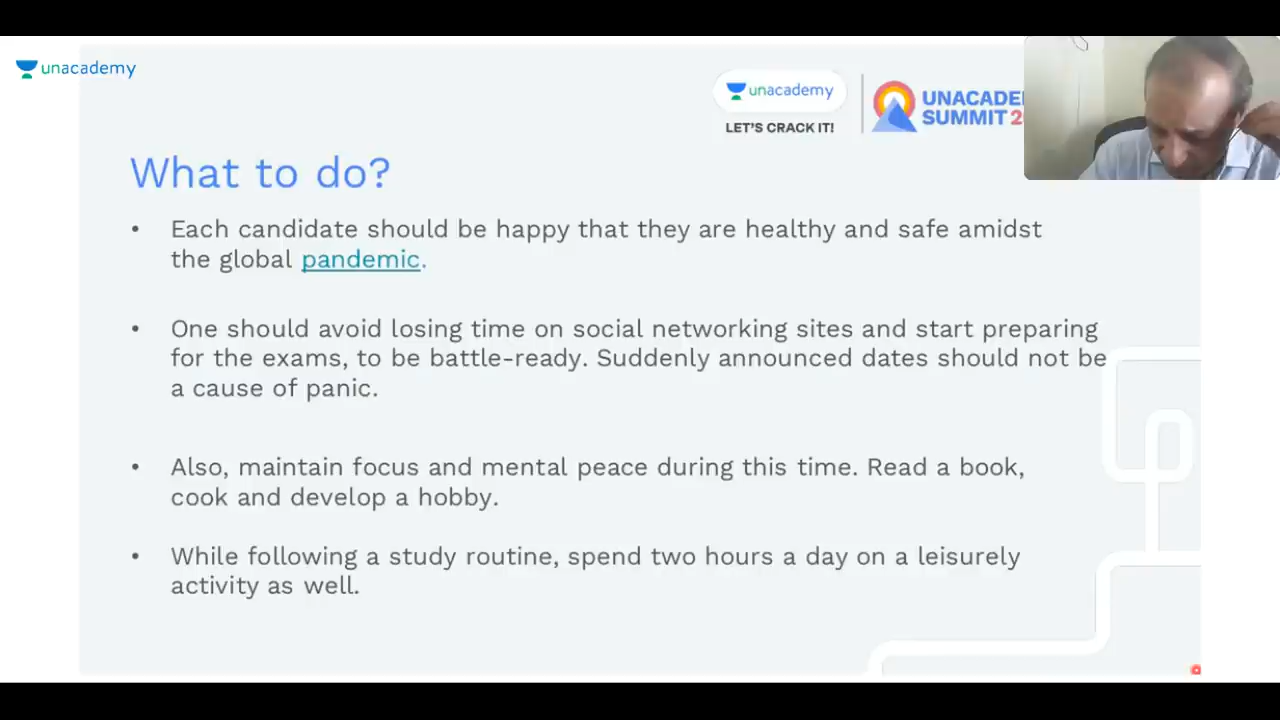 unacademy
unacademy
LET'S CRACK IT!
UNACADE
SUMMIT 2
What to do?
• Each candidate should be happy that they are healthy and safe amidst
the global pandemic.
• One should avoid losing time on social networking sites and start preparing
for the exams, to be battle-ready. Suddenly announced dates should not be
a cause of panic.
• Also, maintain focus and mental peace during this time. Read a book,
cook and develop a hobby.
• While following a study routine, spend two hours a day on a leisurely
activity as well.